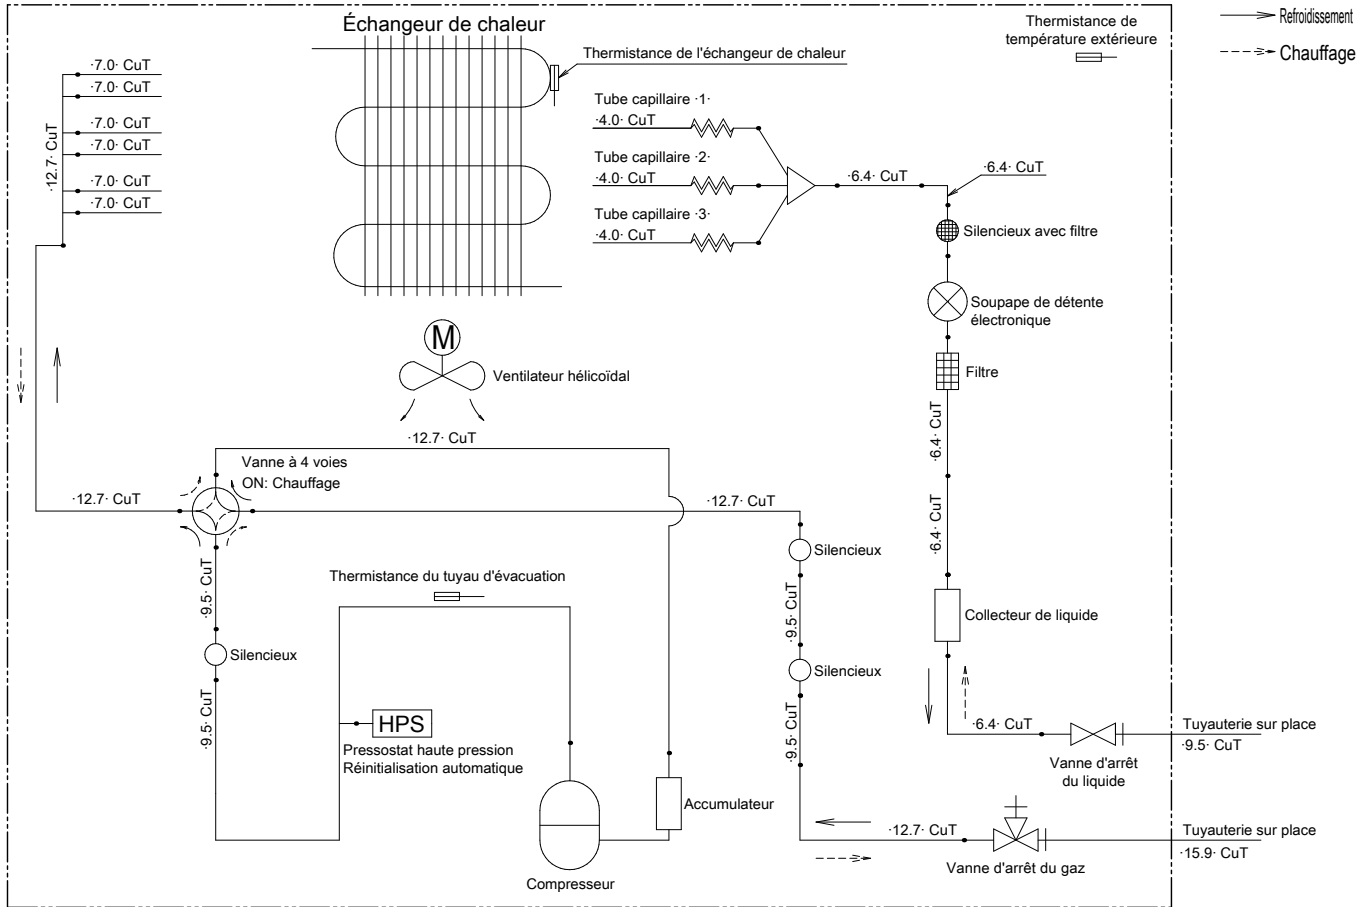 Échangeur de chaleur
Thermistance de
température extérieure
Refroidissement
Chauffage
Thermistance de l'échangeur de chaleur
·7.0· CuT
·7.0· CuT
·7.0· CuT
·7.0· CuT
·7.0· CuT
·7.0· CuT
·12.7· CuT
Tube capillaire ·1·
·4.0· CuT
Tube capillaire ·2·
·4.0· CuT
Tube capillaire ·3·
·4.0· CuT
·6.4· CuT
·6.4· CuT
Silencieux avec filtre
Soupape de détente
électronique
Filtre
M
Ventilateur hélicoïdal
·6.4· CuT
·12.7· CuT
Vanne à 4 voies
ON: Chauffage
·12.7· CuT
·12.7· CuT
·6.4· CuT
Silencieux
Thermistance du tuyau d'évacuation
·9.5· CuT
·9.5· CuT
Collecteur de liquide
Silencieux
Silencieux
·9.5· CuT
·9.5· CuT
HPS
Pressostat haute pression
Réinitialisation automatique
·6.4· CuT
Tuyauterie sur place
·9.5· CuT
Vanne d'arrêt
du liquide
Accumulateur
·12.7· CuT
Tuyauterie sur place
·15.9· CuT
Vanne d'arrêt du gaz
Compresseur